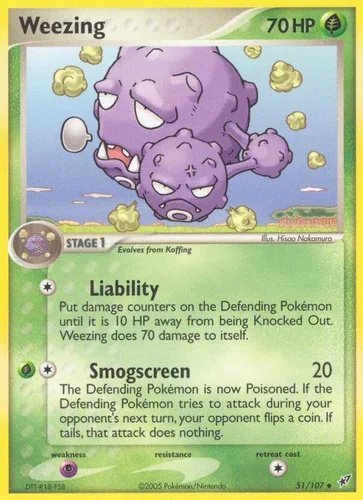 Weezing 70 HP
Illus. Hisao Nakamura
STAGE 1
Evolves from Koffing
Liability
Put damage counters on the Defending Pokémon
until it is 10 HP away from being Knocked Out.
Weezing does 70 damage to itself.
Smogscreen 20
The Defending Pokémon is now Poisoned. If the
Defending Pokémon tries to attack during your
opponent's next turn, your opponent flips a coin. If
tails, that attack does nothing.
weakness resistance retreat cost
©2005 Pokémon/Nintendo 51/107